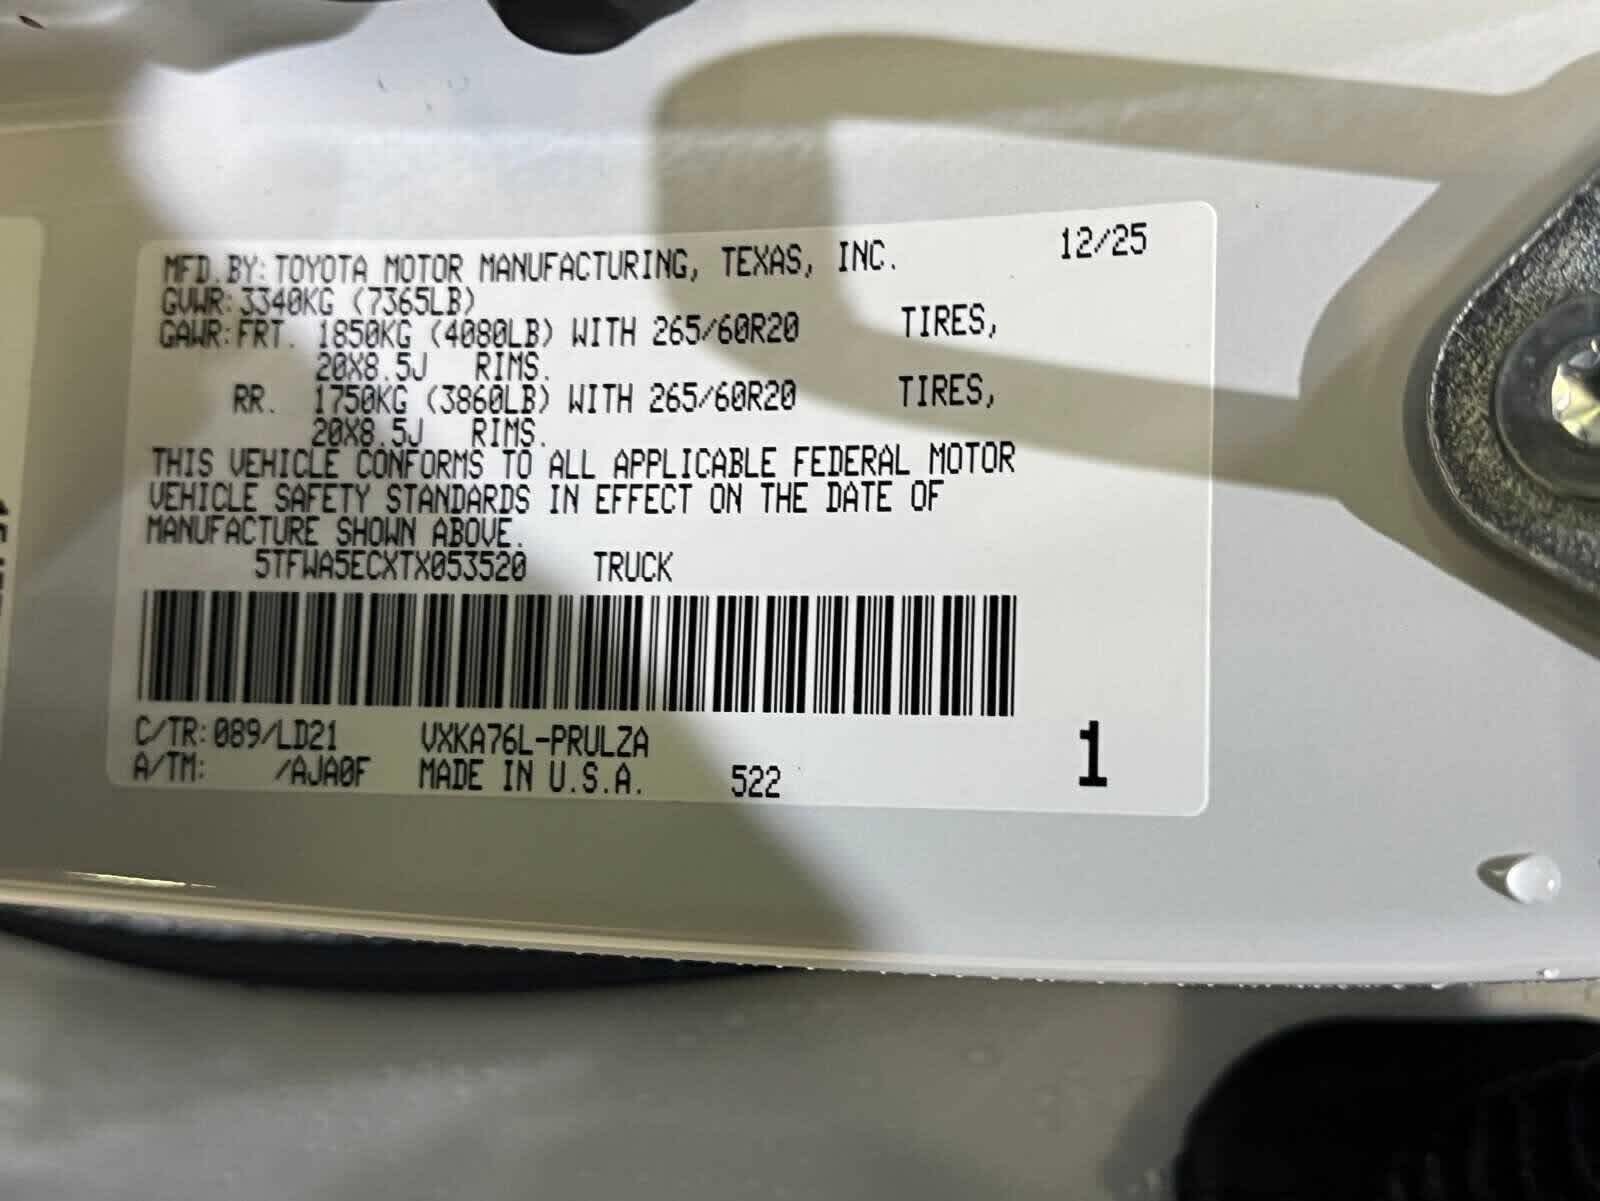 MFD. BY: TOYOTA MOTOR MANUFACTURING, TEXAS, INC. 12/25
GVWR: 3340KG (7365LB)
GAWR: FRT. 1850KG (4080LB) WITH 265/60R20 TIRES,
20X8.5J RIMS.
RR. 1750KG (3860LB) WITH 265/60R20 TIRES,
20X8.5J RIMS.
THIS VEHICLE CONFORMS TO ALL APPLICABLE FEDERAL MOTOR
VEHICLE SAFETY STANDARDS IN EFFECT ON THE DATE OF
MANUFACTURE SHOWN ABOVE.
5TFWA5ECXTX053520 TRUCK
C/TR: 089/LD21 VXKA76L-PRULZA 1
A/TM: /AJA0F MADE IN U.S.A. 522